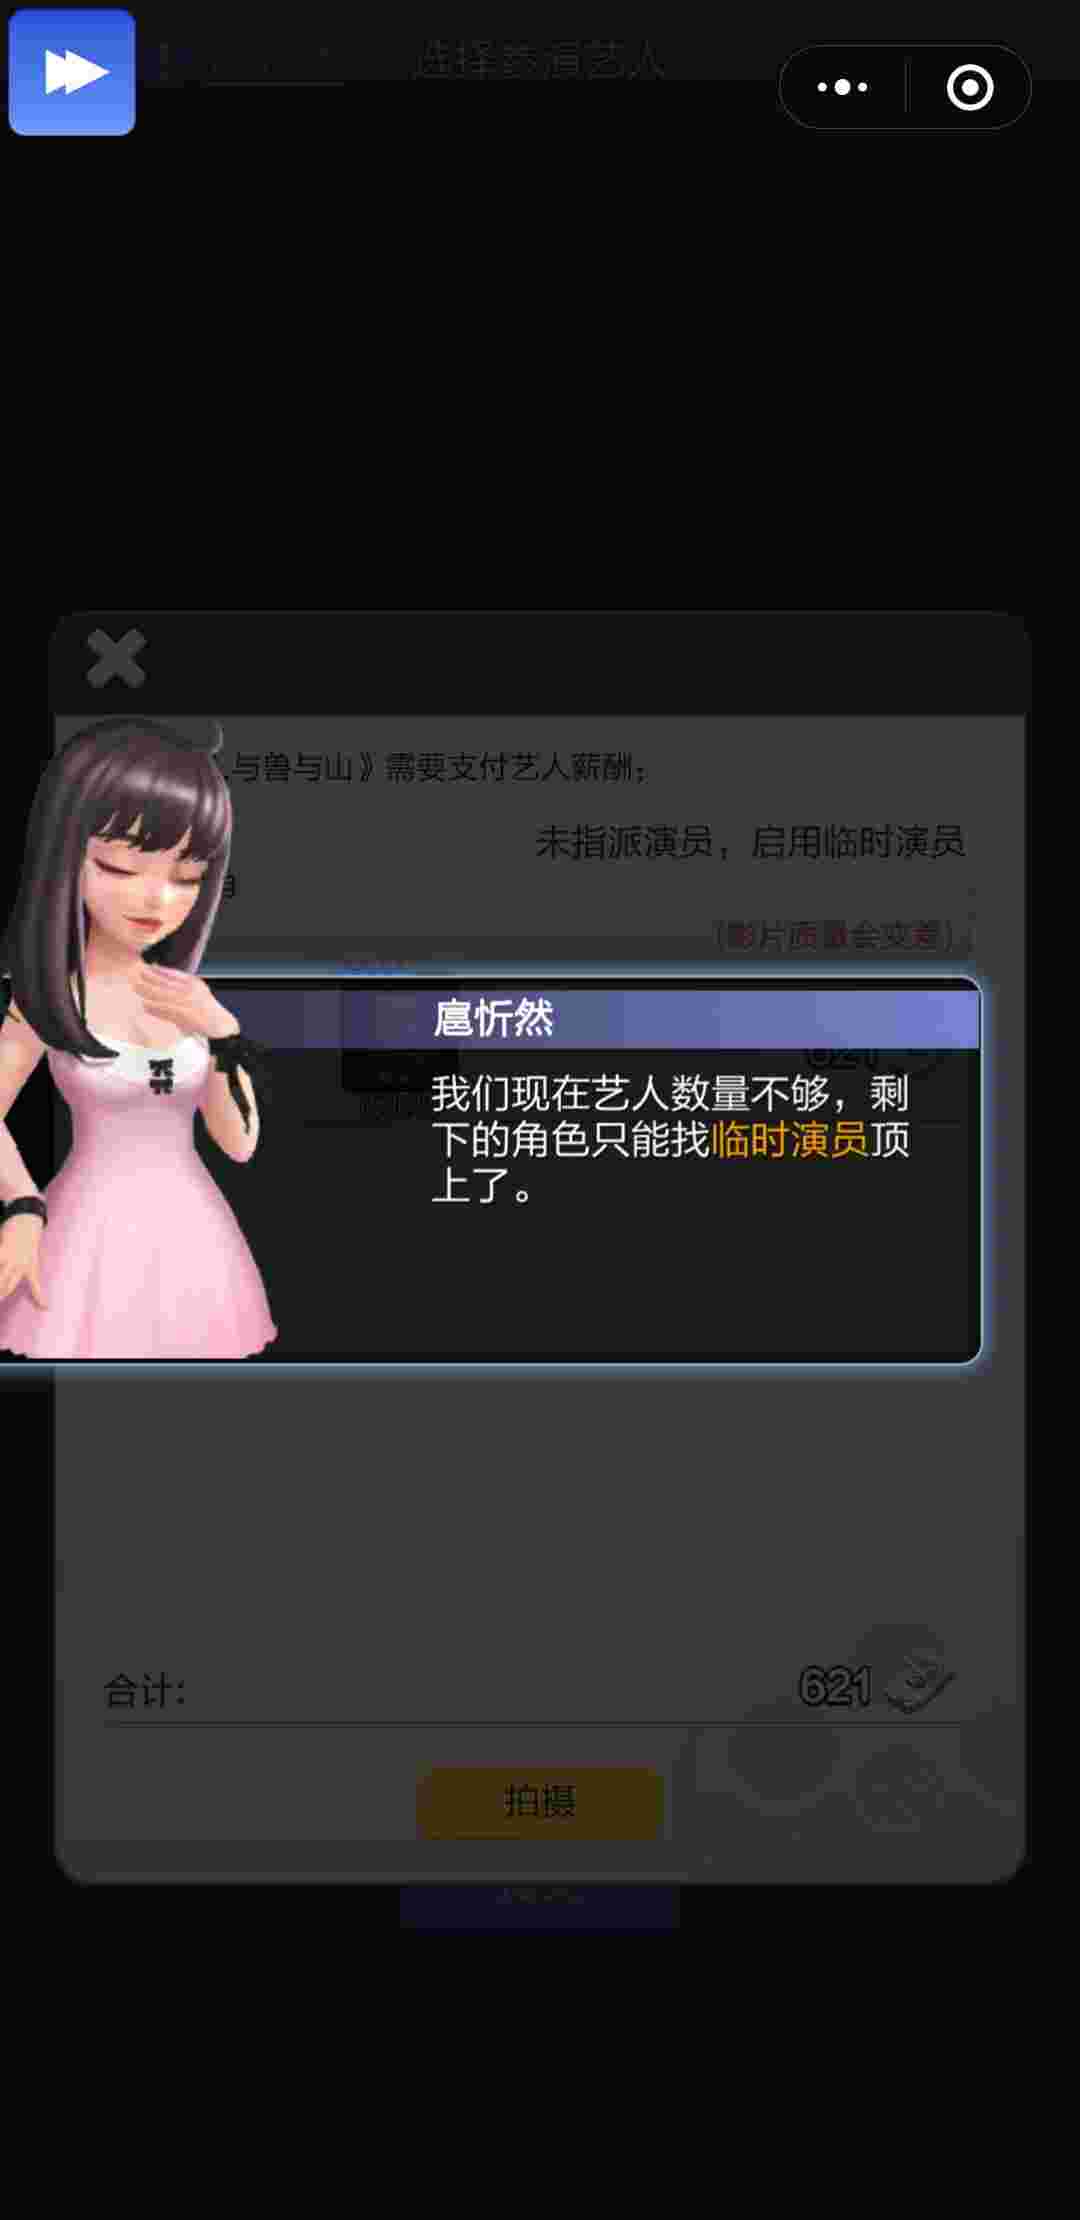 选择参演艺人
与兽与山》需要支付艺人薪酬;
未指派演员，启用临时演员
(影片质量会变差)
扈忻然
621
我们现在艺人数量不够，剩
下的角色只能找临时演员顶
上了。
合计:
621
拍摄